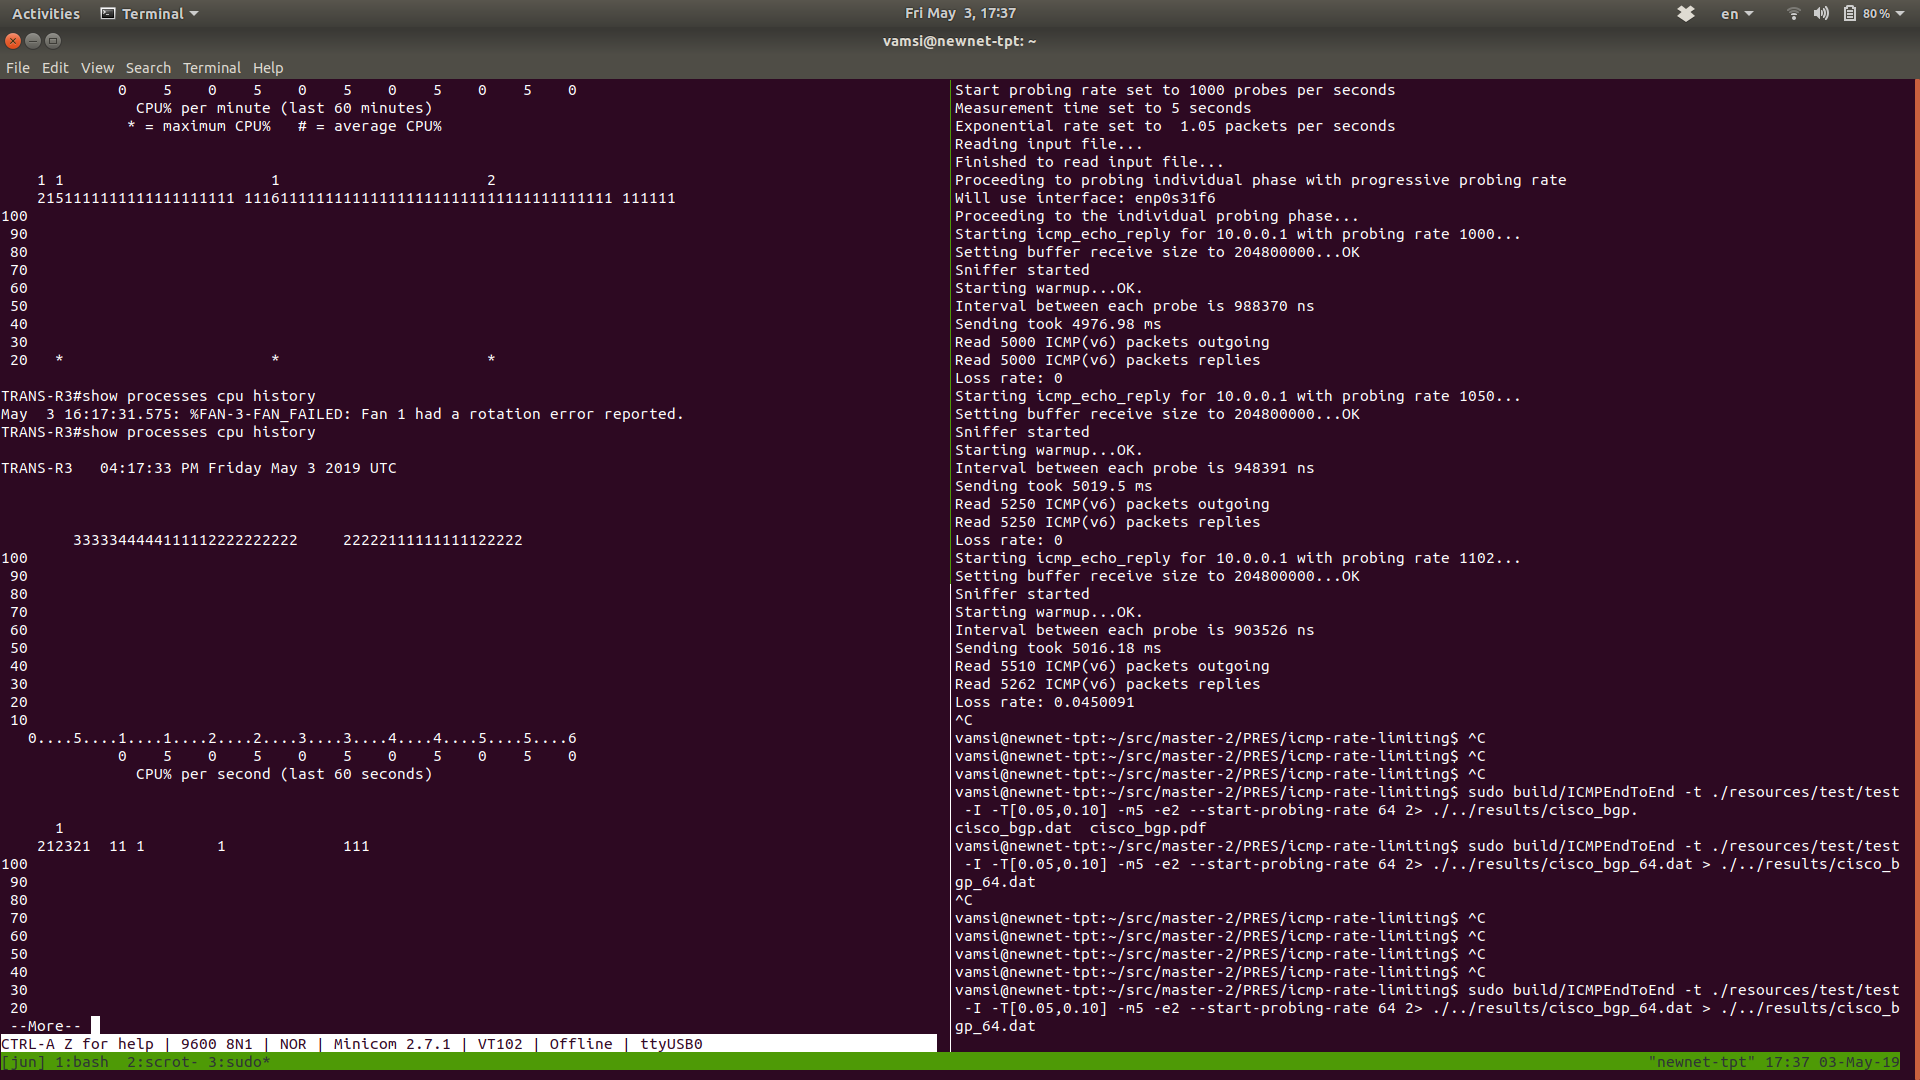 Activities Terminal Fri May 3, 17:37 en 80 %
vamsi@newnet-tpt: ~
File Edit View Search Terminal Help
             0    5    0    5    0    5    0    5    0    5    0
               CPU% per minute (last 60 minutes)
              * = maximum CPU%   # = average CPU%
    1 1                       1                       2
    2151111111111111111111 11161111111111111111111111111111111111111 111111
100
 90
 80
 70
 60
 50
 40
 30
 20   *                       *                       *
TRANS-R3#show processes cpu history
May  3 16:17:31.575: %FAN-3-FAN_FAILED: Fan 1 had a rotation error reported.
TRANS-R3#show processes cpu history
TRANS-R3   04:17:33 PM Friday May 3 2019 UTC
        3333344444111112222222222     22222111111111122222
100
 90
 80
 70
 60
 50
 40
 30
 20
 10
   0....5....1....1....2....2....3....3....4....4....5....5....6
             0    5    0    5    0    5    0    5    0    5    0
               CPU% per second (last 60 seconds)
      1
    212321  11 1        1             111
100
 90
 80
 70
 60
 50
 40
 30
 20
 --More--
CTRL-A Z for help | 9600 8N1 | NOR | Minicom 2.7.1 | VT102 | Offline | ttyUSB0
Start probing rate set to 1000 probes per seconds
Measurement time set to 5 seconds
Exponential rate set to  1.05 packets per seconds
Reading input file...
Finished to read input file...
Proceeding to probing individual phase with progressive probing rate
Will use interface: enp0s31f6
Proceeding to the individual probing phase...
Starting icmp_echo_reply for 10.0.0.1 with probing rate 1000...
Setting buffer receive size to 204800000...OK
Sniffer started
Starting warmup...OK.
Interval between each probe is 988370 ns
Sending took 4976.98 ms
Read 5000 ICMP(v6) packets outgoing
Read 5000 ICMP(v6) packets replies
Loss rate: 0
Starting icmp_echo_reply for 10.0.0.1 with probing rate 1050...
Setting buffer receive size to 204800000...OK
Sniffer started
Starting warmup...OK.
Interval between each probe is 948391 ns
Sending took 5019.5 ms
Read 5250 ICMP(v6) packets outgoing
Read 5250 ICMP(v6) packets replies
Loss rate: 0
Starting icmp_echo_reply for 10.0.0.1 with probing rate 1102...
Setting buffer receive size to 204800000...OK
Sniffer started
Starting warmup...OK.
Interval between each probe is 903526 ns
Sending took 5016.18 ms
Read 5510 ICMP(v6) packets outgoing
Read 5262 ICMP(v6) packets replies
Loss rate: 0.0450091
^C
vamsi@newnet-tpt:~/src/master-2/PRES/icmp-rate-limiting$ ^C
vamsi@newnet-tpt:~/src/master-2/PRES/icmp-rate-limiting$ ^C
vamsi@newnet-tpt:~/src/master-2/PRES/icmp-rate-limiting$ ^C
vamsi@newnet-tpt:~/src/master-2/PRES/icmp-rate-limiting$ sudo build/ICMPEndToEnd -t ./resources/test/test
 -I -T[0.05,0.10] -m5 -e2 --start-probing-rate 64 2> ./../results/cisco_bgp.
cisco_bgp.dat  cisco_bgp.pdf
vamsi@newnet-tpt:~/src/master-2/PRES/icmp-rate-limiting$ sudo build/ICMPEndToEnd -t ./resources/test/test
 -I -T[0.05,0.10] -m5 -e2 --start-probing-rate 64 2> ./../results/cisco_bgp_64.dat > ./../results/cisco_b
gp_64.dat
^C
vamsi@newnet-tpt:~/src/master-2/PRES/icmp-rate-limiting$ ^C
vamsi@newnet-tpt:~/src/master-2/PRES/icmp-rate-limiting$ ^C
vamsi@newnet-tpt:~/src/master-2/PRES/icmp-rate-limiting$ ^C
vamsi@newnet-tpt:~/src/master-2/PRES/icmp-rate-limiting$ ^C
vamsi@newnet-tpt:~/src/master-2/PRES/icmp-rate-limiting$ sudo build/ICMPEndToEnd -t ./resources/test/test
 -I -T[0.05,0.10] -m5 -e2 --start-probing-rate 64 2> ./../results/cisco_bgp_64.dat > ./../results/cisco_b
gp_64.dat
[jun] 1:bash  2:scrot- 3:sudo* "newnet-tpt" 17:37 03-May-19